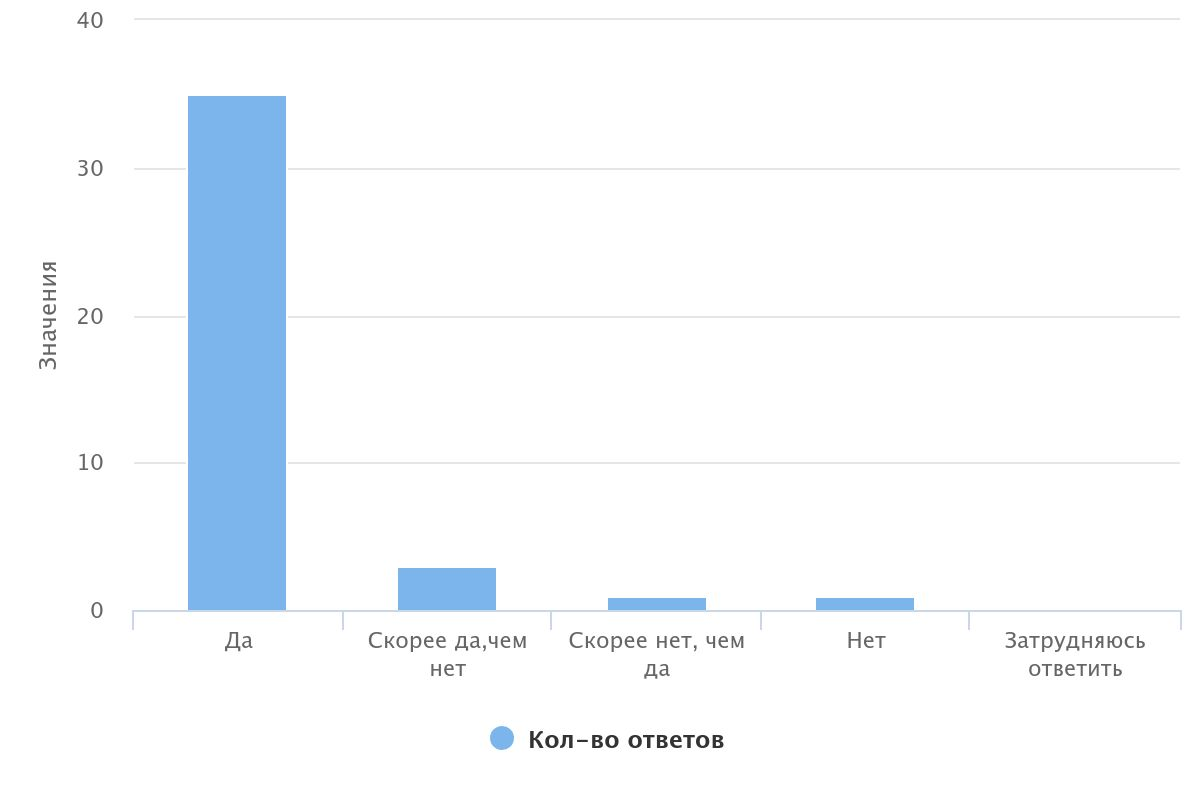 40
30
20
10
0
Значения
Да
Скорее да,чем
нет
Скорее нет, чем
да
Нет
Затрудняюсь
ответить
Кол-во ответов